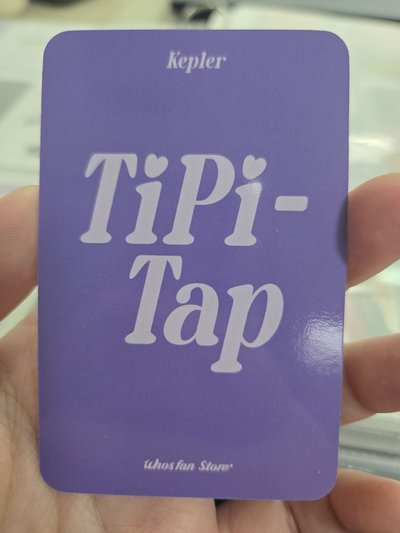 Kepler
TiPi-
Tap
whosfan Store